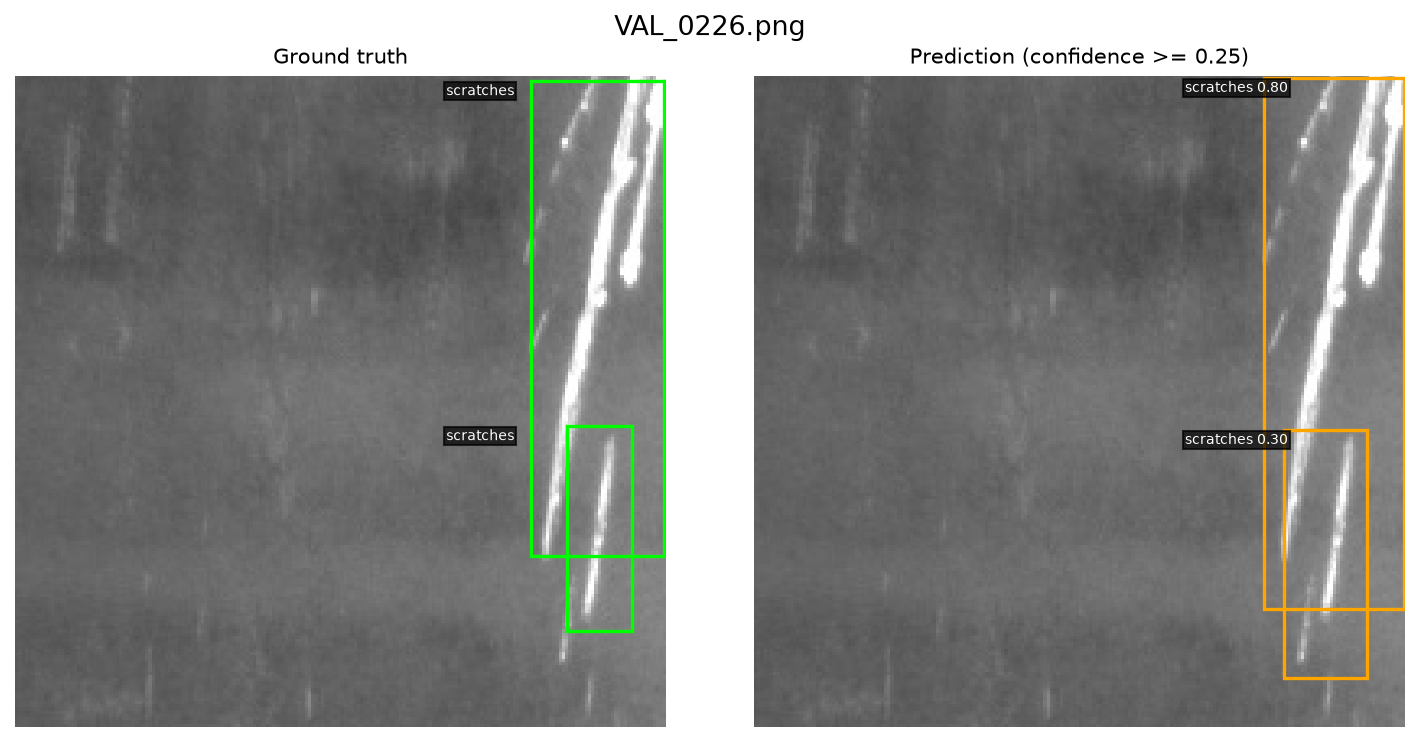 VAL_0226.png
Ground truth
Prediction (confidence >= 0.25)
scratches
scratches
scratches 0.80
scratches 0.30